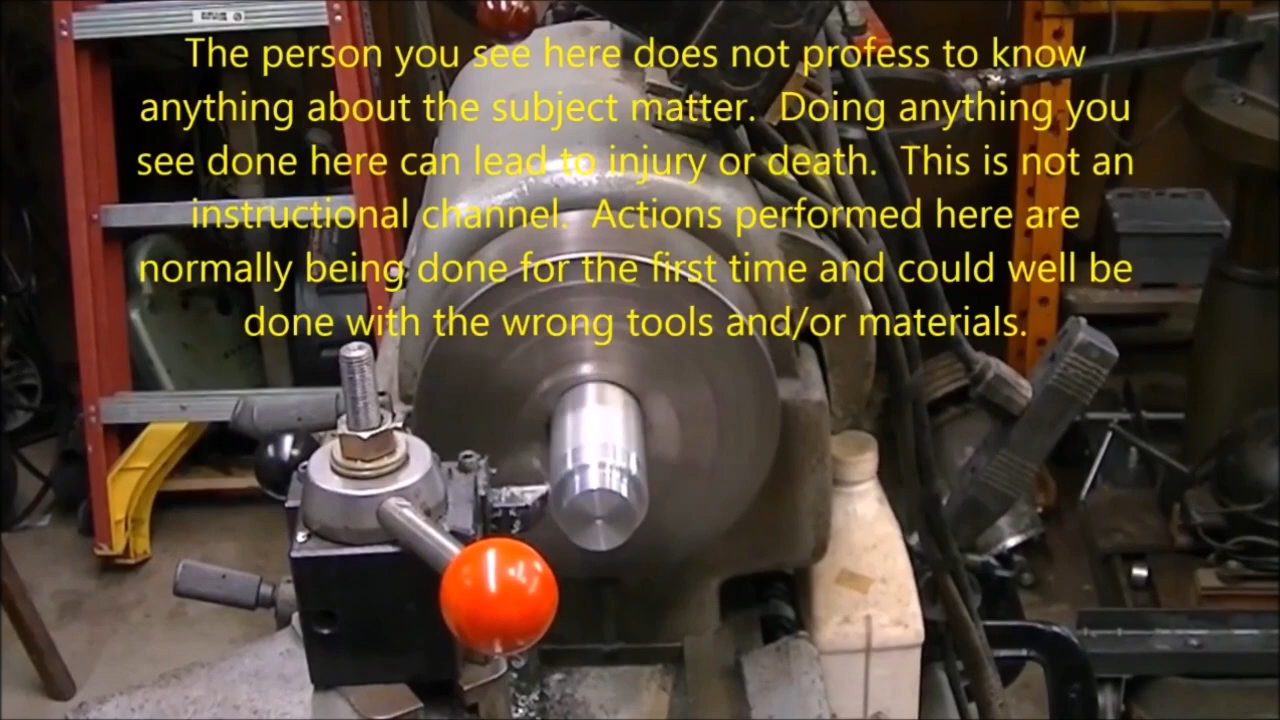 The person you see here does not profess to know
anything about the subject matter.  Doing anything you
see done here can lead to injury or death.  This is not an
instructional channel.  Actions performed here are
normally being done for the first time and could well be
done with the wrong tools and/or materials.